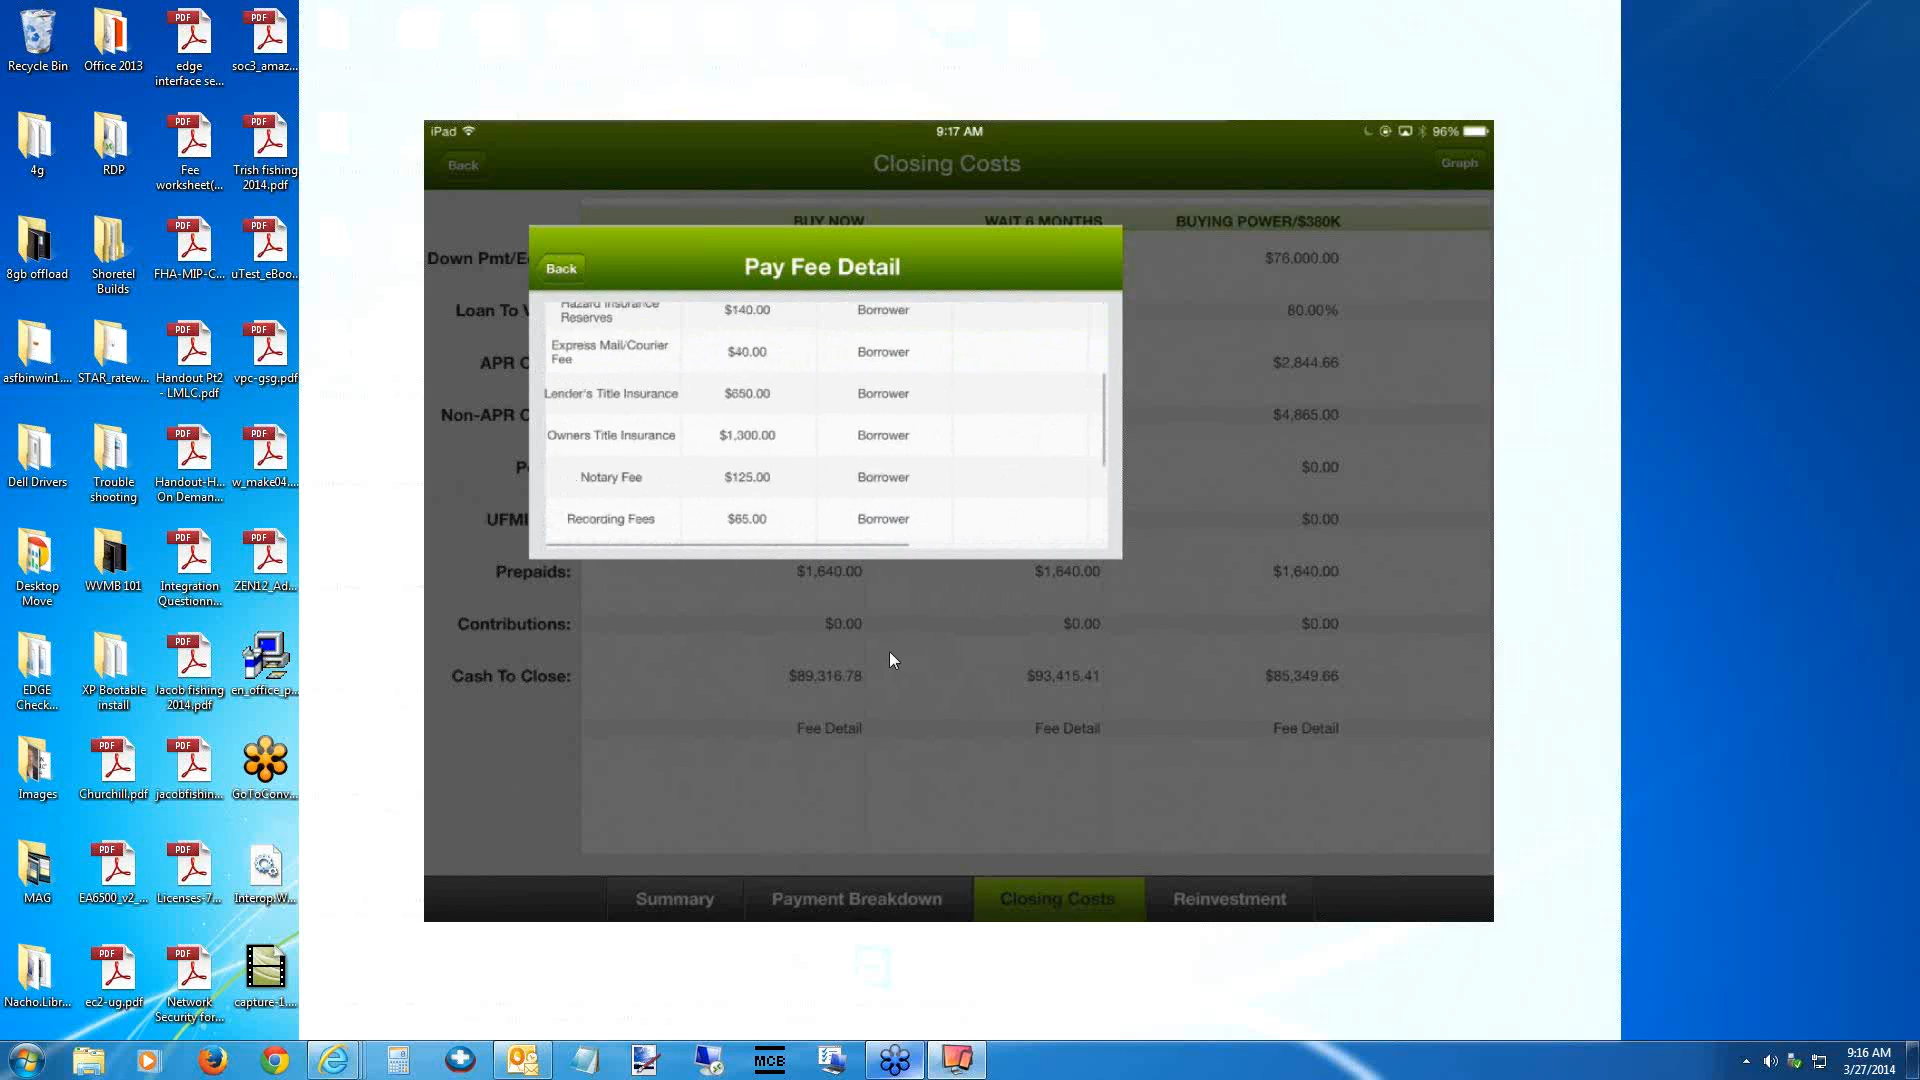 Recycle Bin
Office 2013
edge
interface se...
soc3_amaz...
4g
RDP
Fee
worksheet(...
Trish fishing
2014.pdf
8gb offload
Shoretel
Builds
FHA-MIP-C...
uTest_eBoo...
asfbinwin1....
STAR_ratew...
Handout Pt2
- LMLC.pdf
vpc-gsg.pdf
Dell Drivers
Trouble
shooting
Handout-H...
On Deman...
w_make04....
Desktop
Move
WVMB 101
Integration
Questionn...
ZEN12_Ad...
EDGE
Check...
XP Bootable
install
Jacob fishing
2014.pdf
en_office_p...
Images
Churchill.pdf
jacobfishin...
GoToConv...
MAG
EA6500_v2_...
Licenses-7...
Interop.W...
Nacho.Libr...
ec2-ug.pdf
Network
Security for...
capture-1....
iPad 9:17 AM 96%
Back Closing Costs Graph
BUY NOW WAIT 6 MONTHS BUYING POWER/$380K
Down Pmt/E $76,000.00
Loan To V 80.00%
APR C $2,844.66
Non-APR C $4,865.00
P $0.00
UFMI $0.00
Back Pay Fee Detail
Hazard Insurance
Reserves $140.00 Borrower
Express Mail/Courier
Fee $40.00 Borrower
Lender's Title Insurance $650.00 Borrower
Owners Title Insurance $1,300.00 Borrower
Notary Fee $125.00 Borrower
Recording Fees $65.00 Borrower
Prepaids: $1,640.00 $1,640.00 $1,640.00
Contributions: $0.00 $0.00 $0.00
Cash To Close: $89,316.78 $93,415.41 $85,349.66
Fee Detail Fee Detail Fee Detail
Summary Payment Breakdown Closing Costs Reinvestment
MCB
9:16 AM
3/27/2014